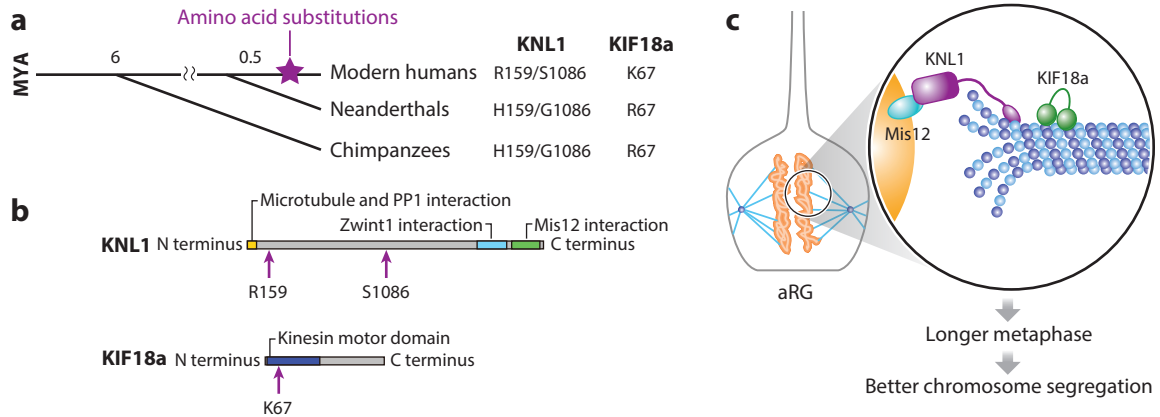 a
Amino acid substitutions
MYA
6
0.5
KNL1 KIF18a
Modern humans R159/S1086 K67
Neanderthals H159/G1086 R67
Chimpanzees H159/G1086 R67
b
Microtubule and PP1 interaction
Zwint1 interaction
Mis12 interaction
KNL1 N terminus C terminus
R159 S1086
Kinesin motor domain
KIF18a N terminus C terminus
K67
c
KNL1
KIF18a
Mis12
aRG
Longer metaphase
Better chromosome segregation